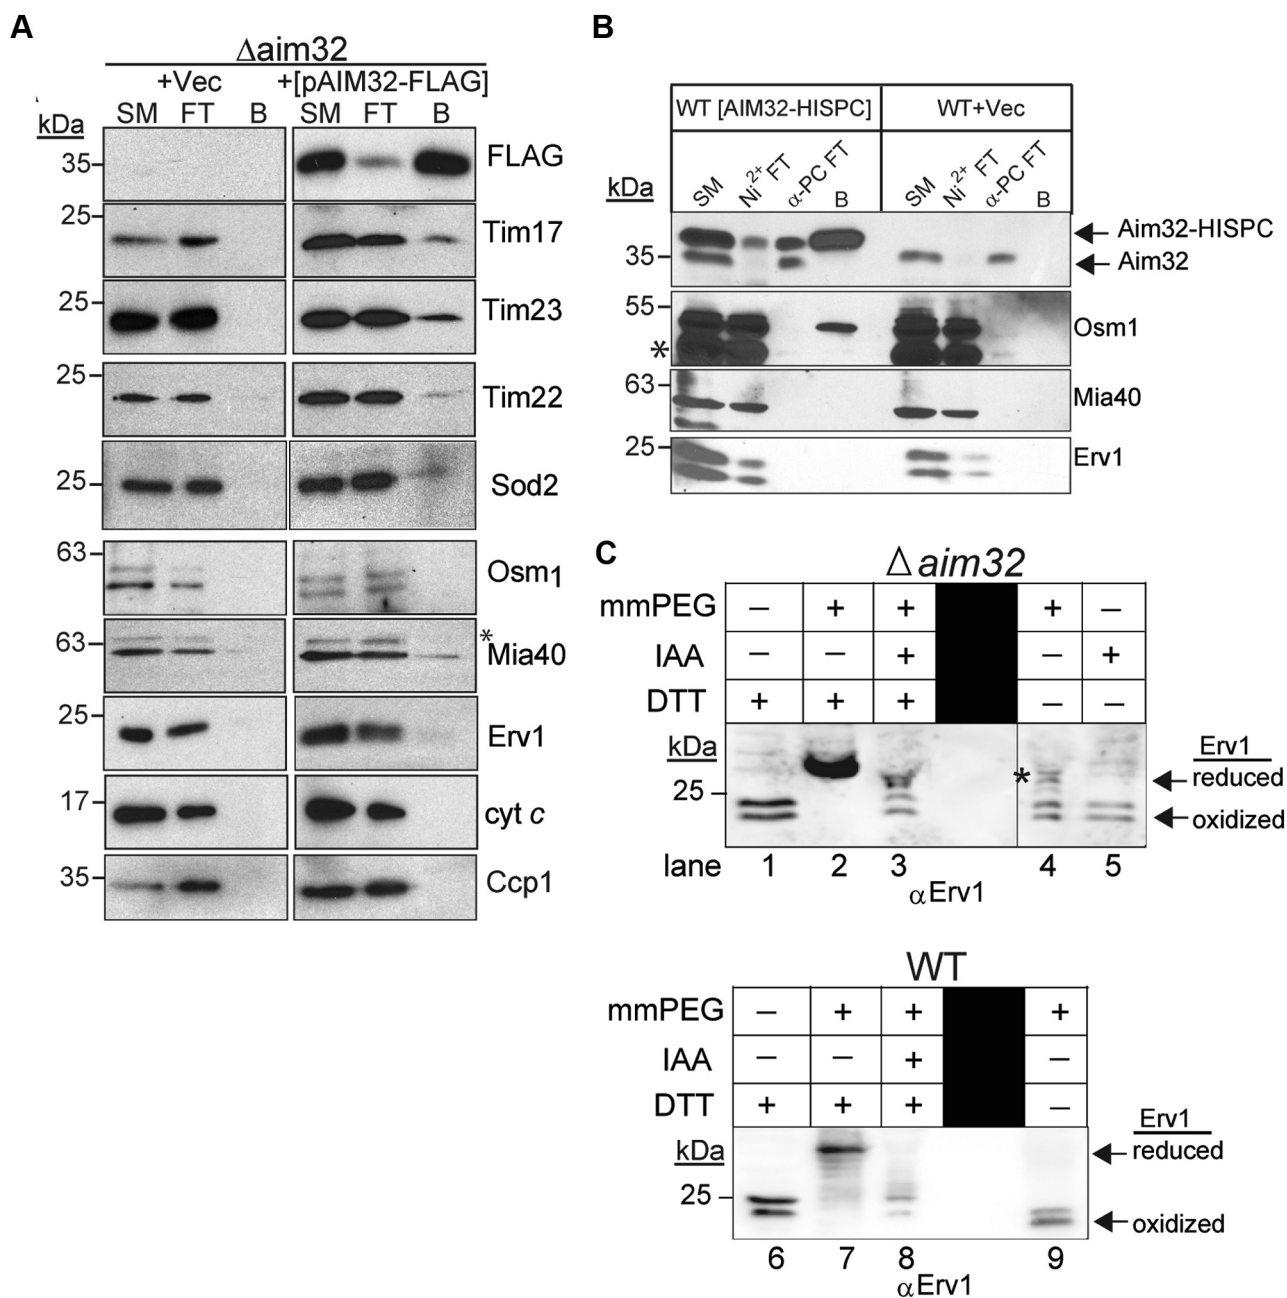 A
Δaim32
+Vec +[pAIM32-FLAG]
kDa SM FT B SM FT B
35 FLAG
25 Tim17
25 Tim23
25 Tim22
25 Sod2
63 Osm1
63 * Mia40
25 Erv1
17 cyt c
35 Ccp1
B
WT [AIM32-HISPC] WT+Vec
kDa SM Ni2+ FT α-PC FT B SM Ni2+ FT α-PC FT B
Aim32-HISPC
35 Aim32
55 Osm1
*
63 Mia40
25 Erv1
C
Δaim32
mmPEG – + + + –
IAA – – + – +
DTT + + + – –
kDa Erv1
* reduced
25
oxidized
lane 1 2 3 4 5
αErv1
WT
mmPEG – + + +
IAA – – + –
DTT + + + –
Erv1
kDa reduced
25
oxidized
6 7 8 9
αErv1